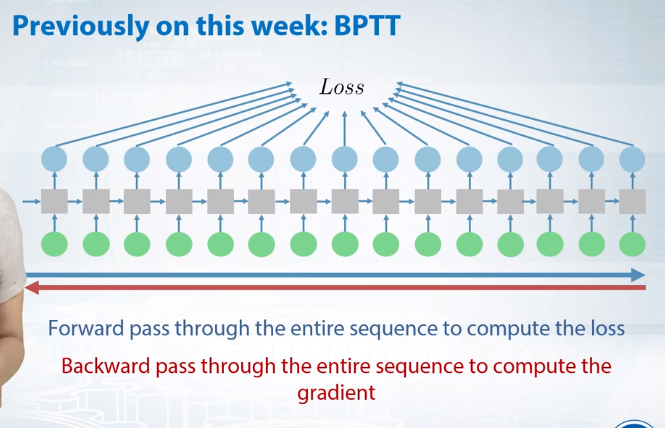 Previously on this week: BPTT
Loss
Forward pass through the entire sequence to compute the loss
Backward pass through the entire sequence to compute the
gradient